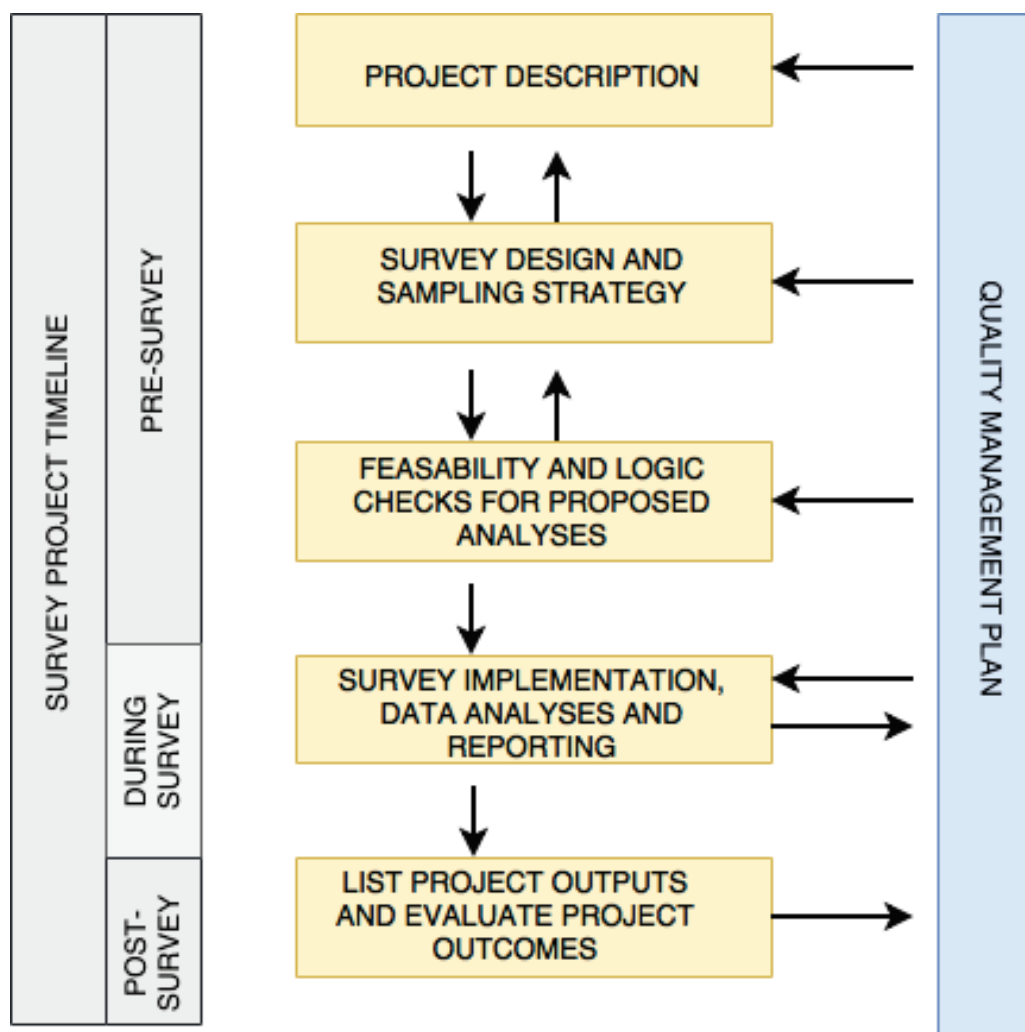 SURVEY PROJECT TIMELINE
PRE-SURVEY
DURING
SURVEY
POST-
SURVEY
PROJECT DESCRIPTION
SURVEY DESIGN AND
SAMPLING STRATEGY
FEASABILITY AND LOGIC
CHECKS FOR PROPOSED
ANALYSES
SURVEY IMPLEMENTATION,
DATA ANALYSES AND
REPORTING
LIST PROJECT OUTPUTS
AND EVALUATE PROJECT
OUTCOMES
QUALITY MANAGEMENT PLAN